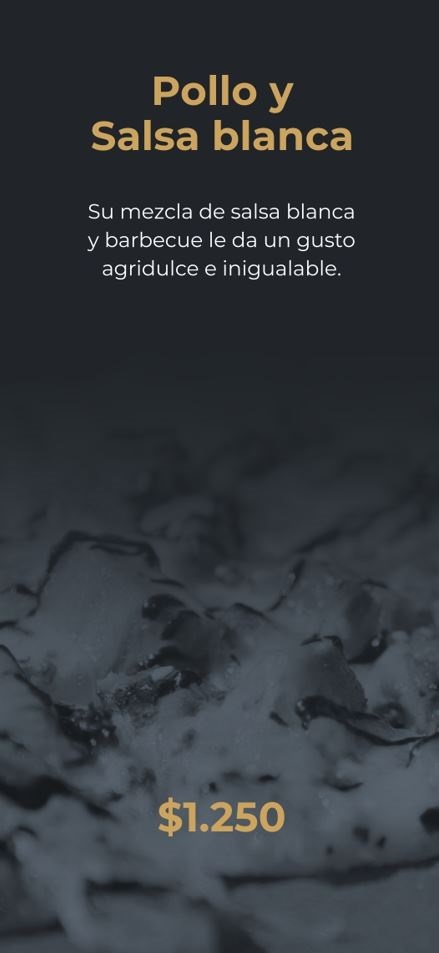 Pollo y
Salsa blanca
Su mezcla de salsa blanca
y barbecue le da un gusto
agridulce e inigualable.
$1.250